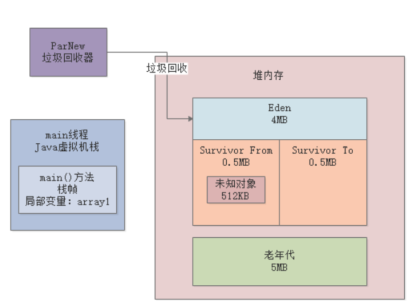 ParNew
垃圾回收器
垃圾回收
堆内存
Eden
4MB
main线程
Java虚拟机栈
main()方法
栈帧
局部变量: array1
Survivor From
0.5MB
Survivor To
0.5MB
未知对象
512KB
老年代
5MB